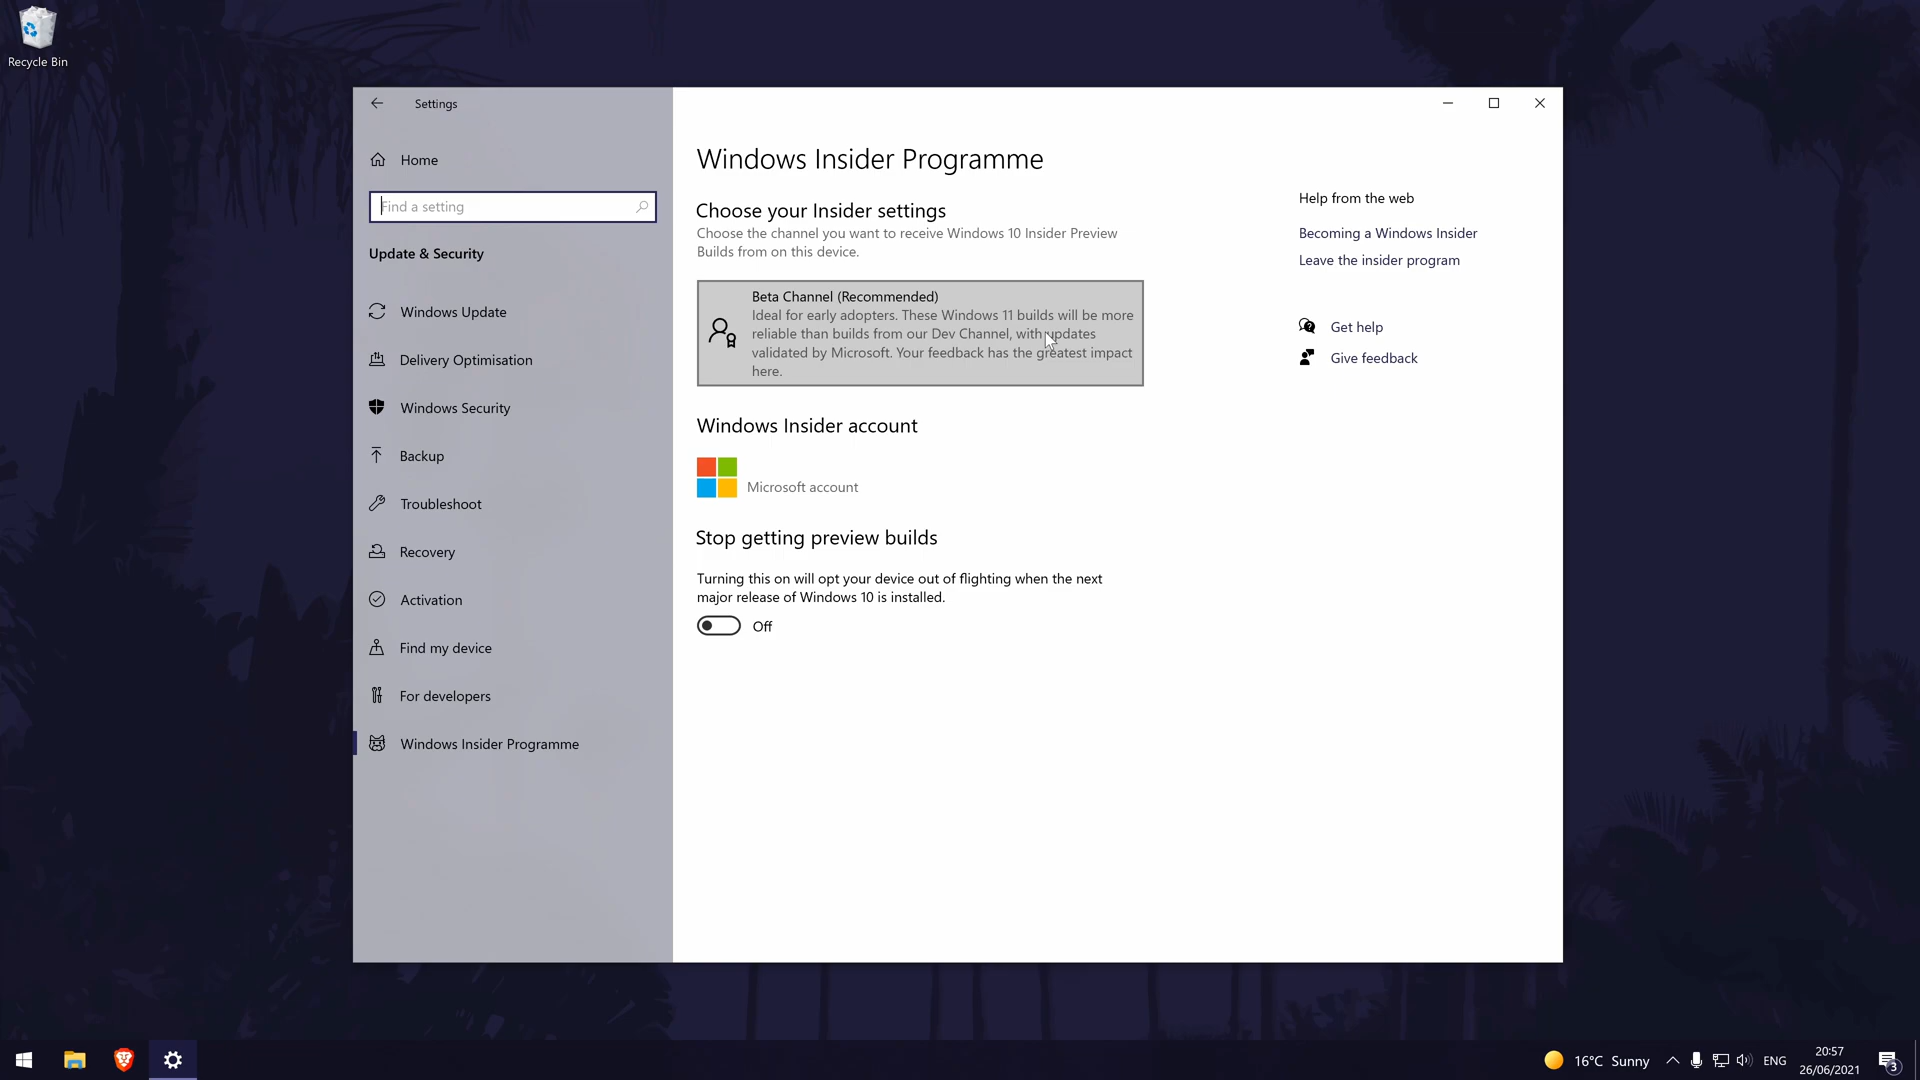 Recycle Bin
Settings
Home
Find a setting
Update & Security
Windows Update
Delivery Optimisation
Windows Security
Backup
Troubleshoot
Recovery
Activation
Find my device
For developers
Windows Insider Programme
Windows Insider Programme
Choose your Insider settings
Choose the channel you want to receive Windows 10 Insider Preview
Builds from on this device.
Beta Channel (Recommended)
Ideal for early adopters. These Windows 11 builds will be more
reliable than builds from our Dev Channel, with updates
validated by Microsoft. Your feedback has the greatest impact
here.
Windows Insider account
Microsoft account
Stop getting preview builds
Turning this on will opt your device out of flighting when the next
major release of Windows 10 is installed.
Off
Help from the web
Becoming a Windows Insider
Leave the insider program
Get help
Give feedback
16°C Sunny
ENG
20:57
26/06/2021
3